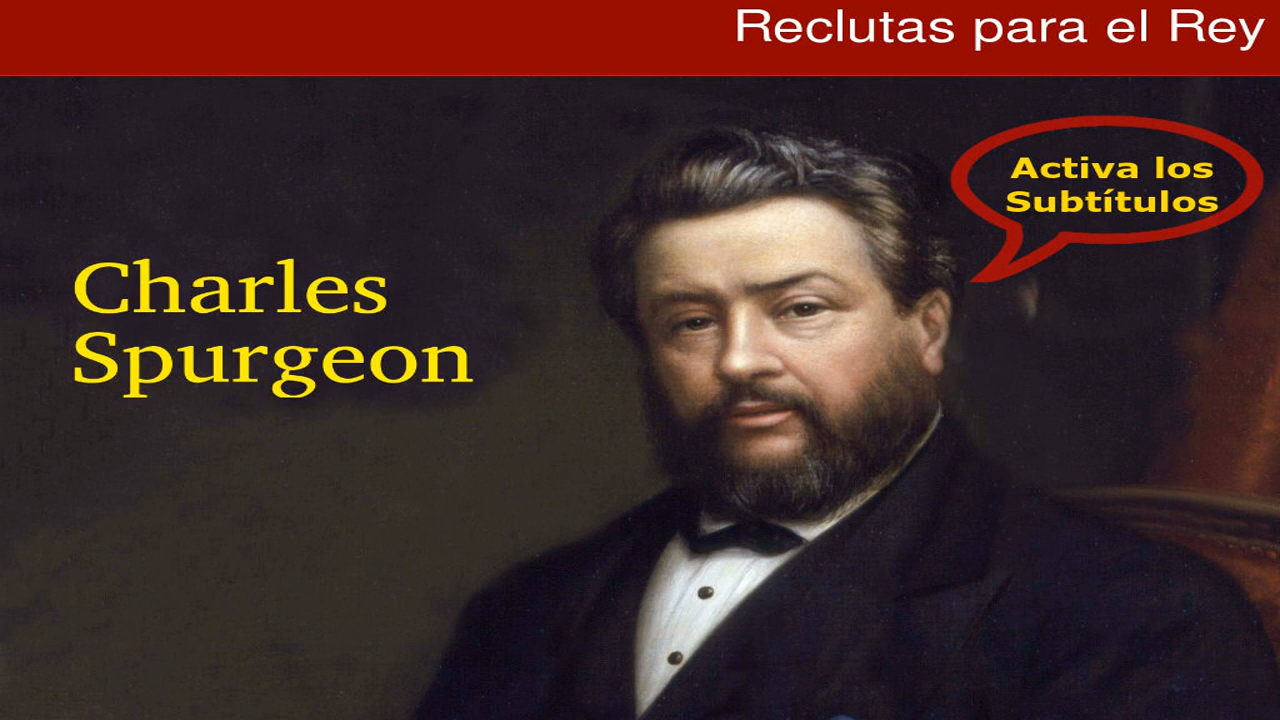 Reclutas para el Rey
Activa los
Subtítulos
Charles
Spurgeon